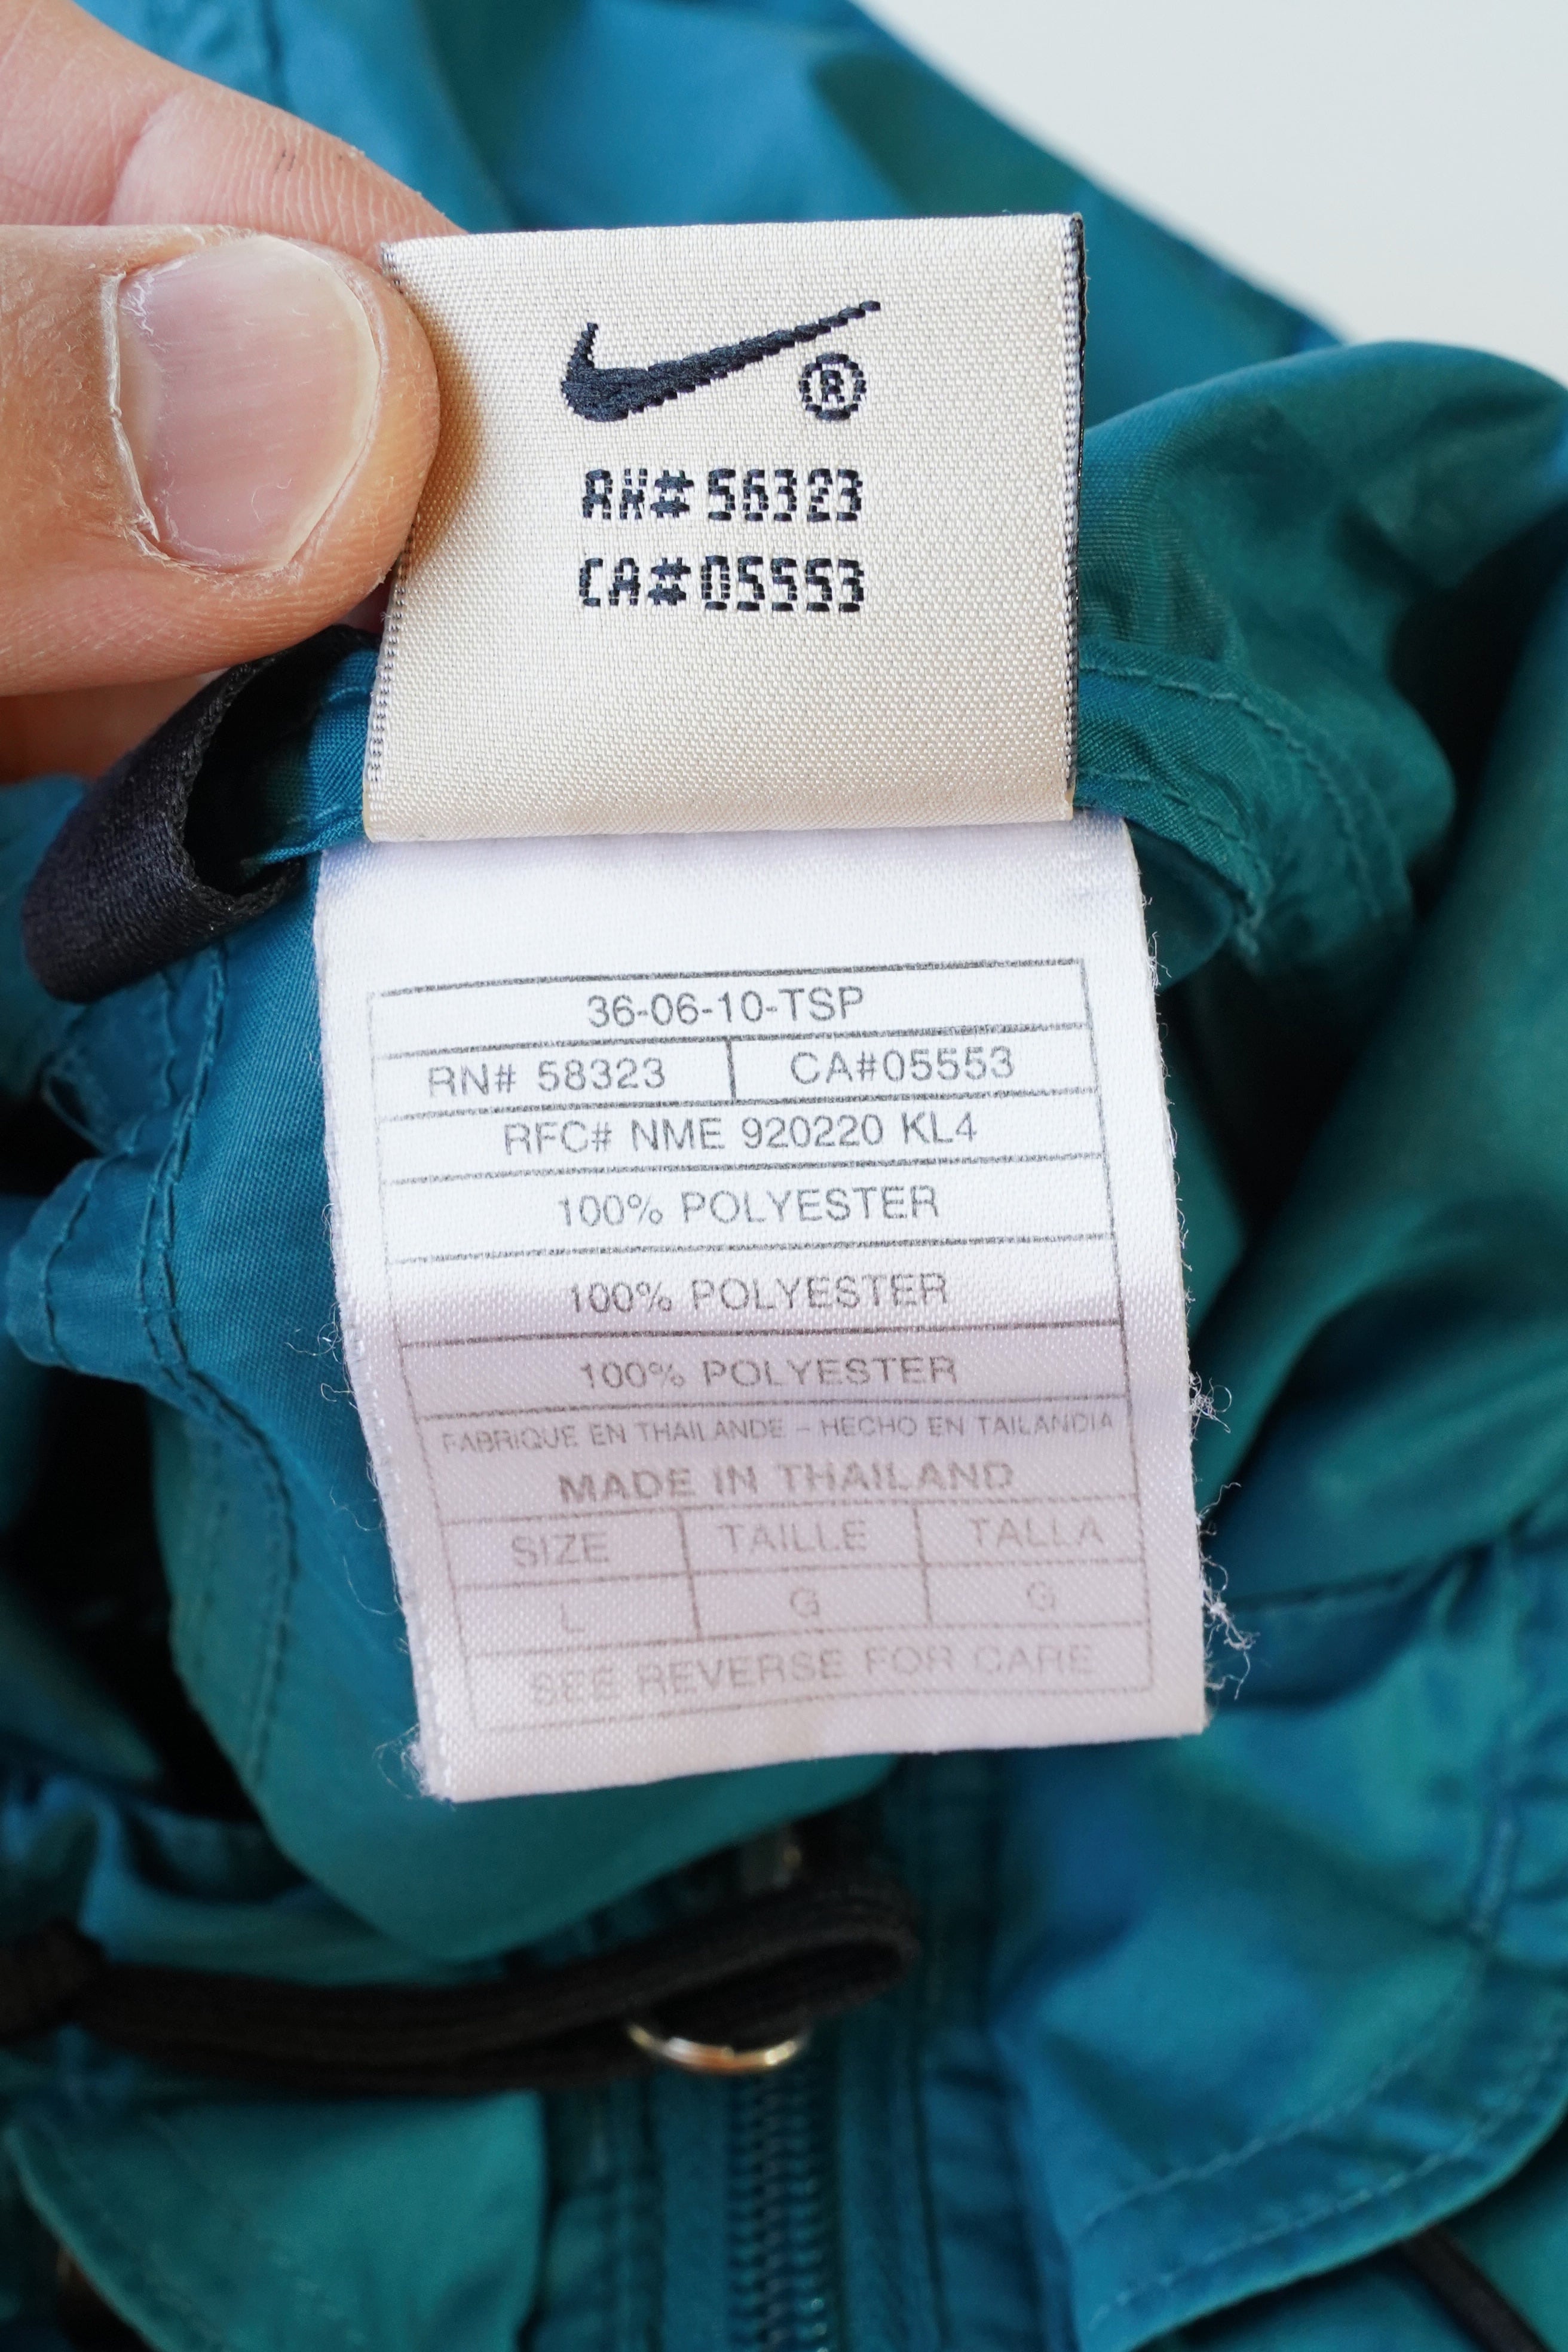 ®
RN# 56323
CA# 05553
36-06-10-TSP
RN# 58323 CA#05553
RFC# NME 920220 KL4
100% POLYESTER
100% POLYESTER
100% POLYESTER
FABRIQUE EN THAILANDE – HECHO EN TAILANDIA
MADE IN THAILAND
SIZE TAILLE TALLA
L G G
SEE REVERSE FOR CARE